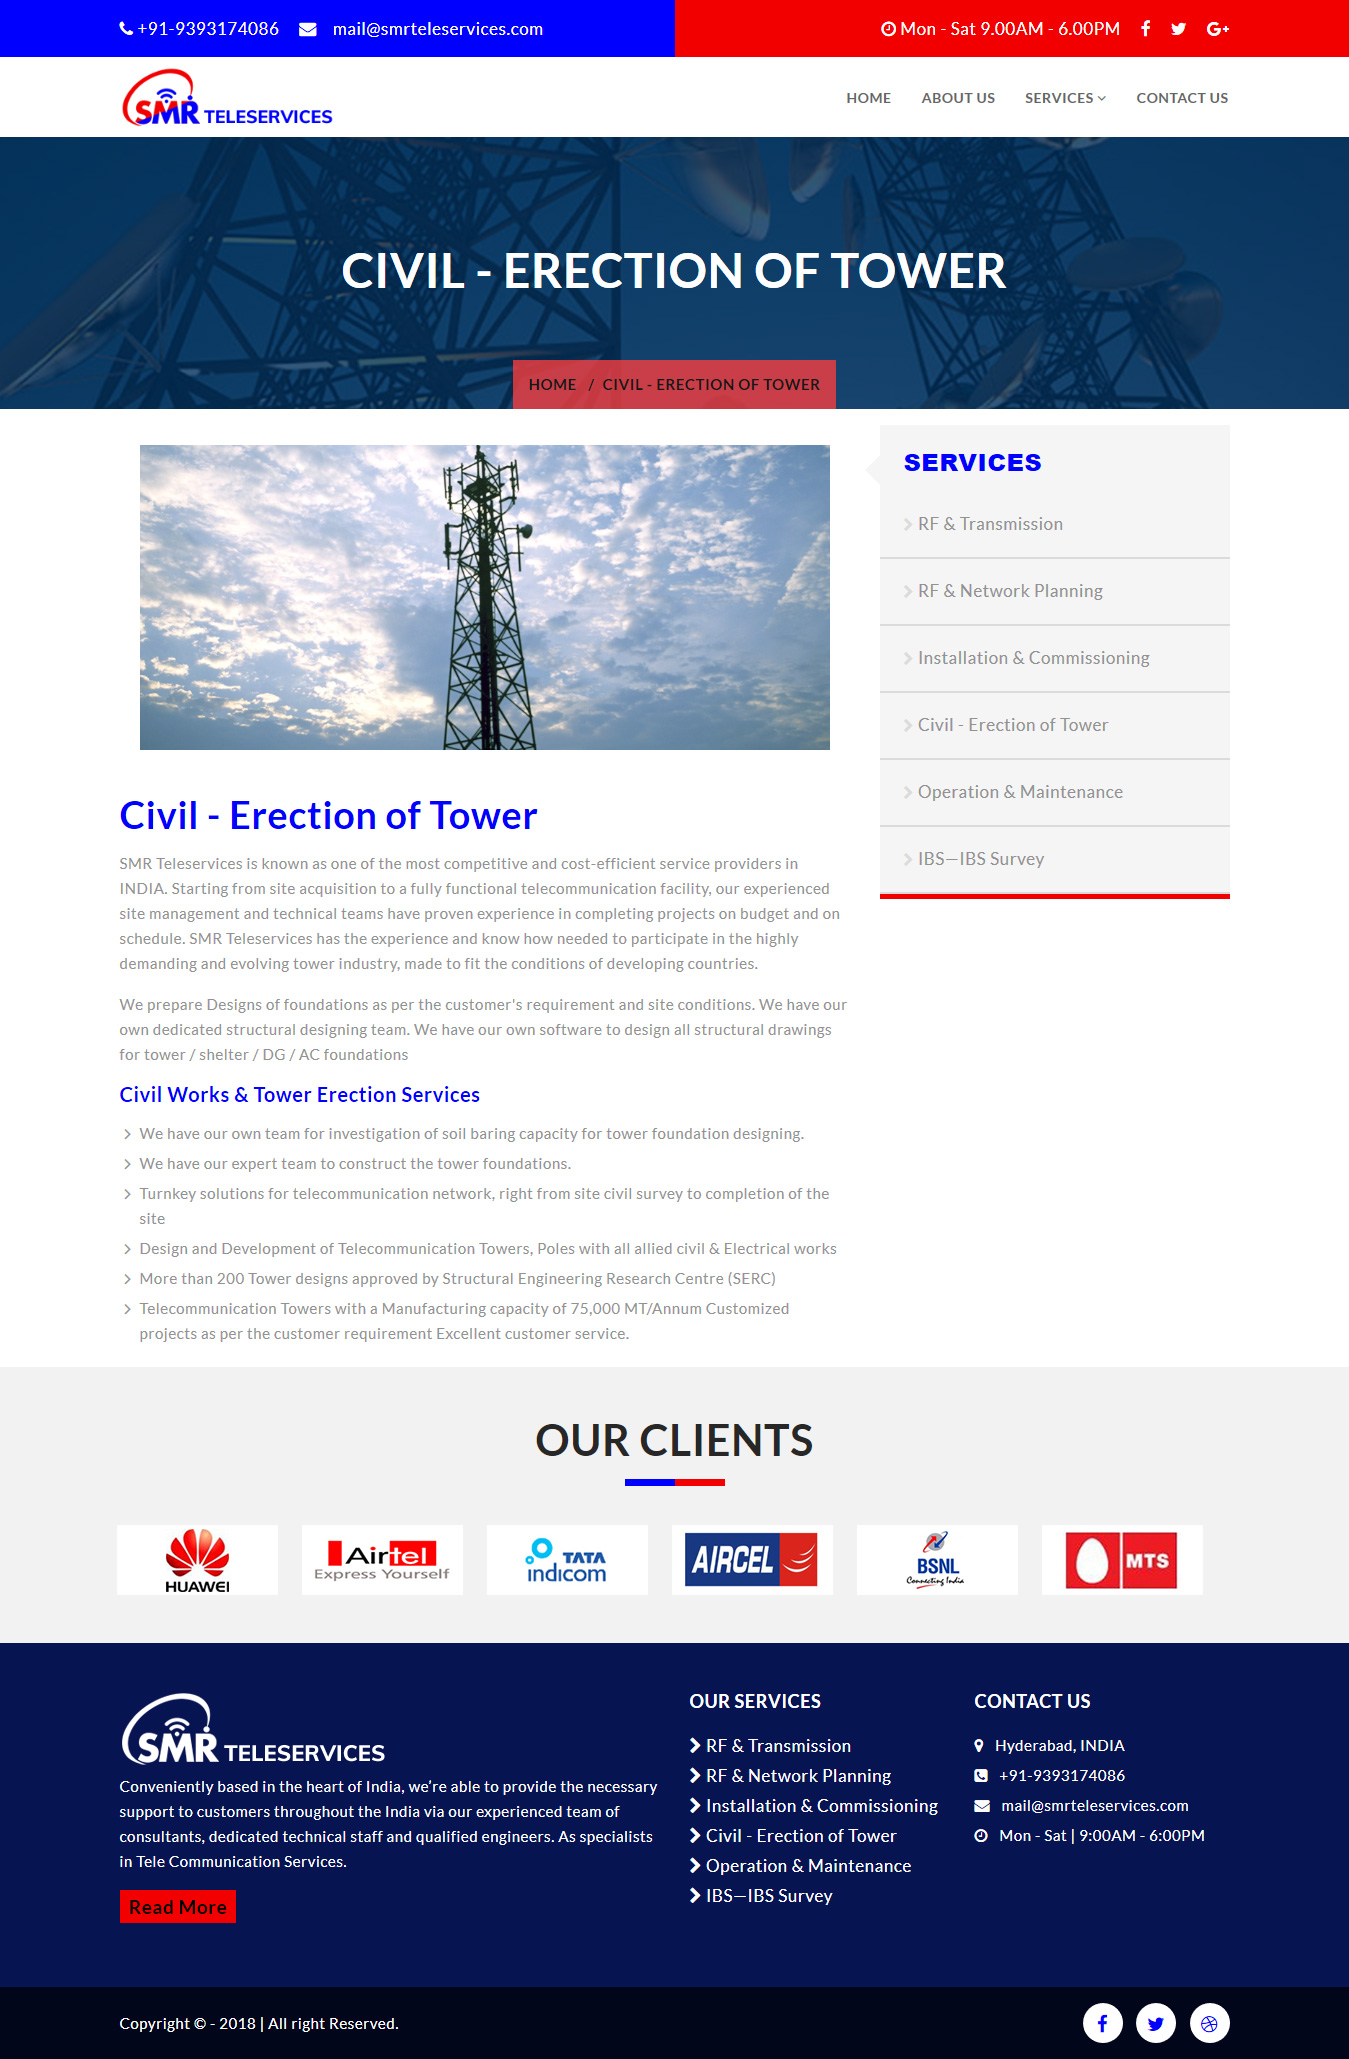 +91-9393174086 mail@smrteleservices.com Mon - Sat 9.00AM - 6.00PM
SMR TELESERVICES
HOME ABOUT US SERVICES CONTACT US
CIVIL - ERECTION OF TOWER
HOME / CIVIL - ERECTION OF TOWER
SERVICES
RF & Transmission
RF & Network Planning
Installation & Commissioning
Civil - Erection of Tower
Operation & Maintenance
IBS—IBS Survey
Civil - Erection of Tower
SMR Teleservices is known as one of the most competitive and cost-efficient service providers in
INDIA. Starting from site acquisition to a fully functional telecommunication facility, our experienced
site management and technical teams have proven experience in completing projects on budget and on
schedule. SMR Teleservices has the experience and know how needed to participate in the highly
demanding and evolving tower industry, made to fit the conditions of developing countries.
We prepare Designs of foundations as per the customer's requirement and site conditions. We have our
own dedicated structural designing team. We have our own software to design all structural drawings
for tower / shelter / DG / AC foundations
Civil Works & Tower Erection Services
We have our own team for investigation of soil baring capacity for tower foundation designing.
We have our expert team to construct the tower foundations.
Turnkey solutions for telecommunication network, right from site civil survey to completion of the
site
Design and Development of Telecommunication Towers, Poles with all allied civil & Electrical works
More than 200 Tower designs approved by Structural Engineering Research Centre (SERC)
Telecommunication Towers with a Manufacturing capacity of 75,000 MT/Annum Customized
projects as per the customer requirement Excellent customer service.
OUR CLIENTS
HUAWEI
Airtel
Express Yourself
TATA
indicom
AIRCEL
BSNL
Connecting India
MTS
SMR TELESERVICES
Conveniently based in the heart of India, we’re able to provide the necessary
support to customers throughout the India via our experienced team of
consultants, dedicated technical staff and qualified engineers. As specialists
in Tele Communication Services.
Read More
OUR SERVICES
RF & Transmission
RF & Network Planning
Installation & Commissioning
Civil - Erection of Tower
Operation & Maintenance
IBS—IBS Survey
CONTACT US
Hyderabad, INDIA
+91-9393174086
mail@smrteleservices.com
Mon - Sat | 9:00AM - 6:00PM
Copyright © - 2018 | All right Reserved.